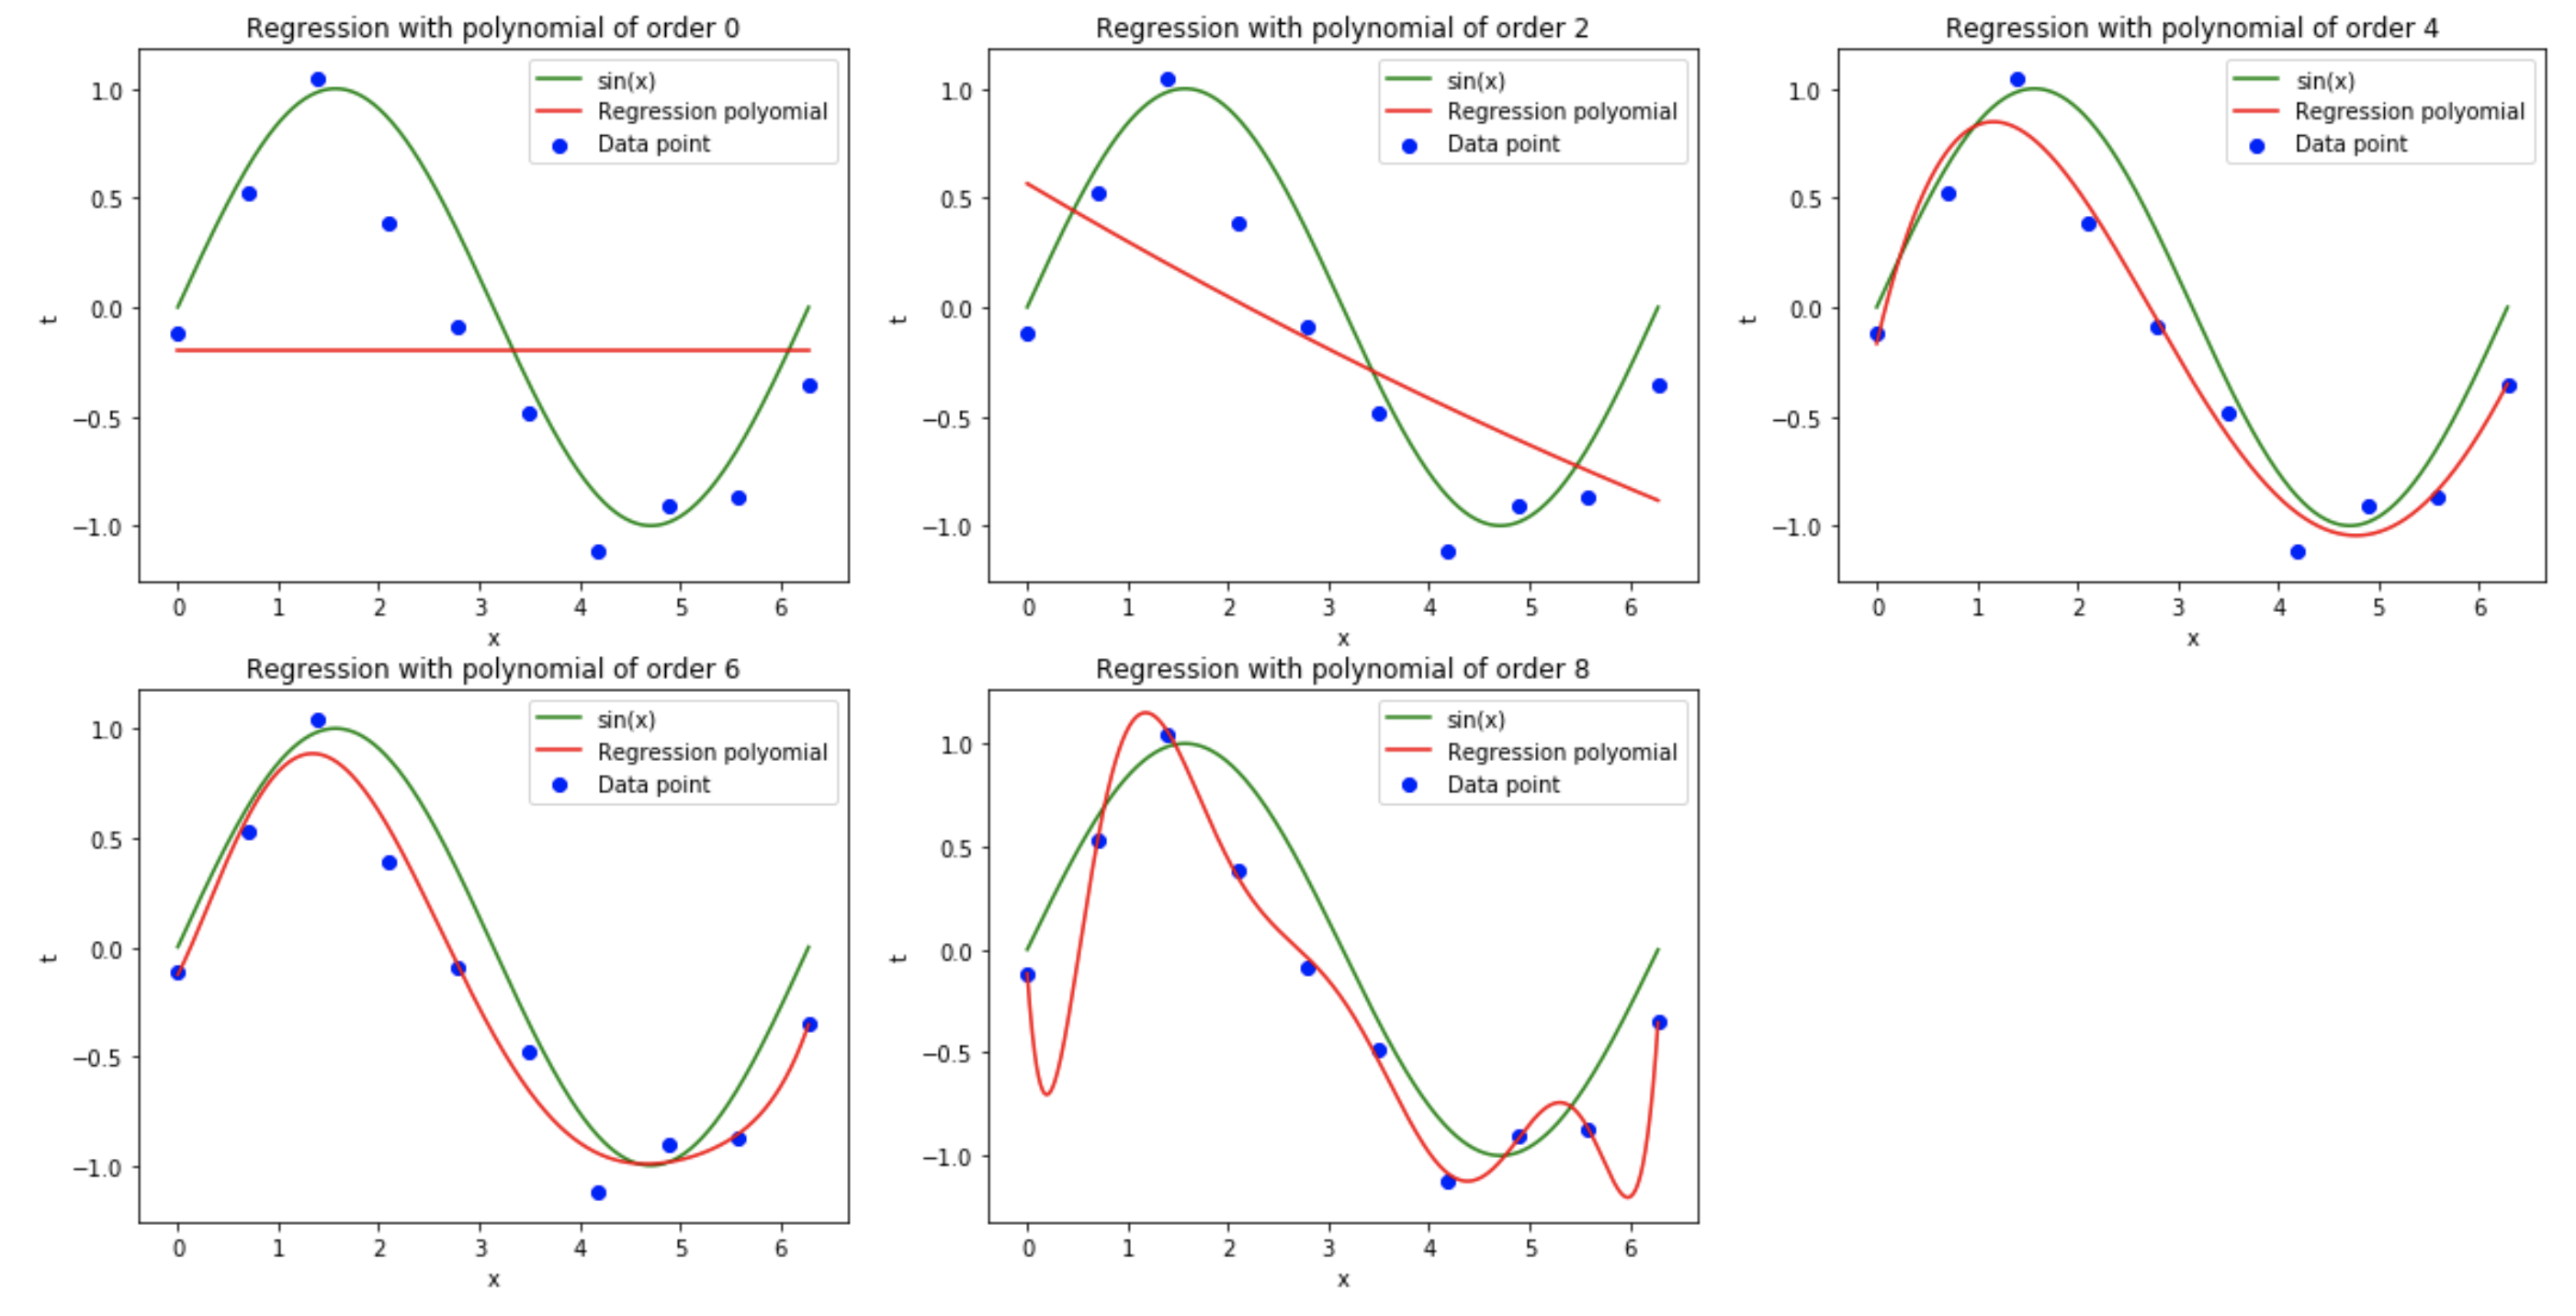 Regression with polynomial of order 0
sin(x)
Regression polyomial
Data point
1.0
0.5
0.0
−0.5
−1.0
t
0 1 2 3 4 5 6
x
Regression with polynomial of order 2
sin(x)
Regression polyomial
Data point
1.0
0.5
0.0
−0.5
−1.0
t
0 1 2 3 4 5 6
x
Regression with polynomial of order 4
sin(x)
Regression polyomial
Data point
1.0
0.5
0.0
−0.5
−1.0
t
0 1 2 3 4 5 6
x
Regression with polynomial of order 6
sin(x)
Regression polyomial
Data point
1.0
0.5
0.0
−0.5
−1.0
t
0 1 2 3 4 5 6
x
Regression with polynomial of order 8
sin(x)
Regression polyomial
Data point
1.0
0.5
0.0
−0.5
−1.0
t
0 1 2 3 4 5 6
x